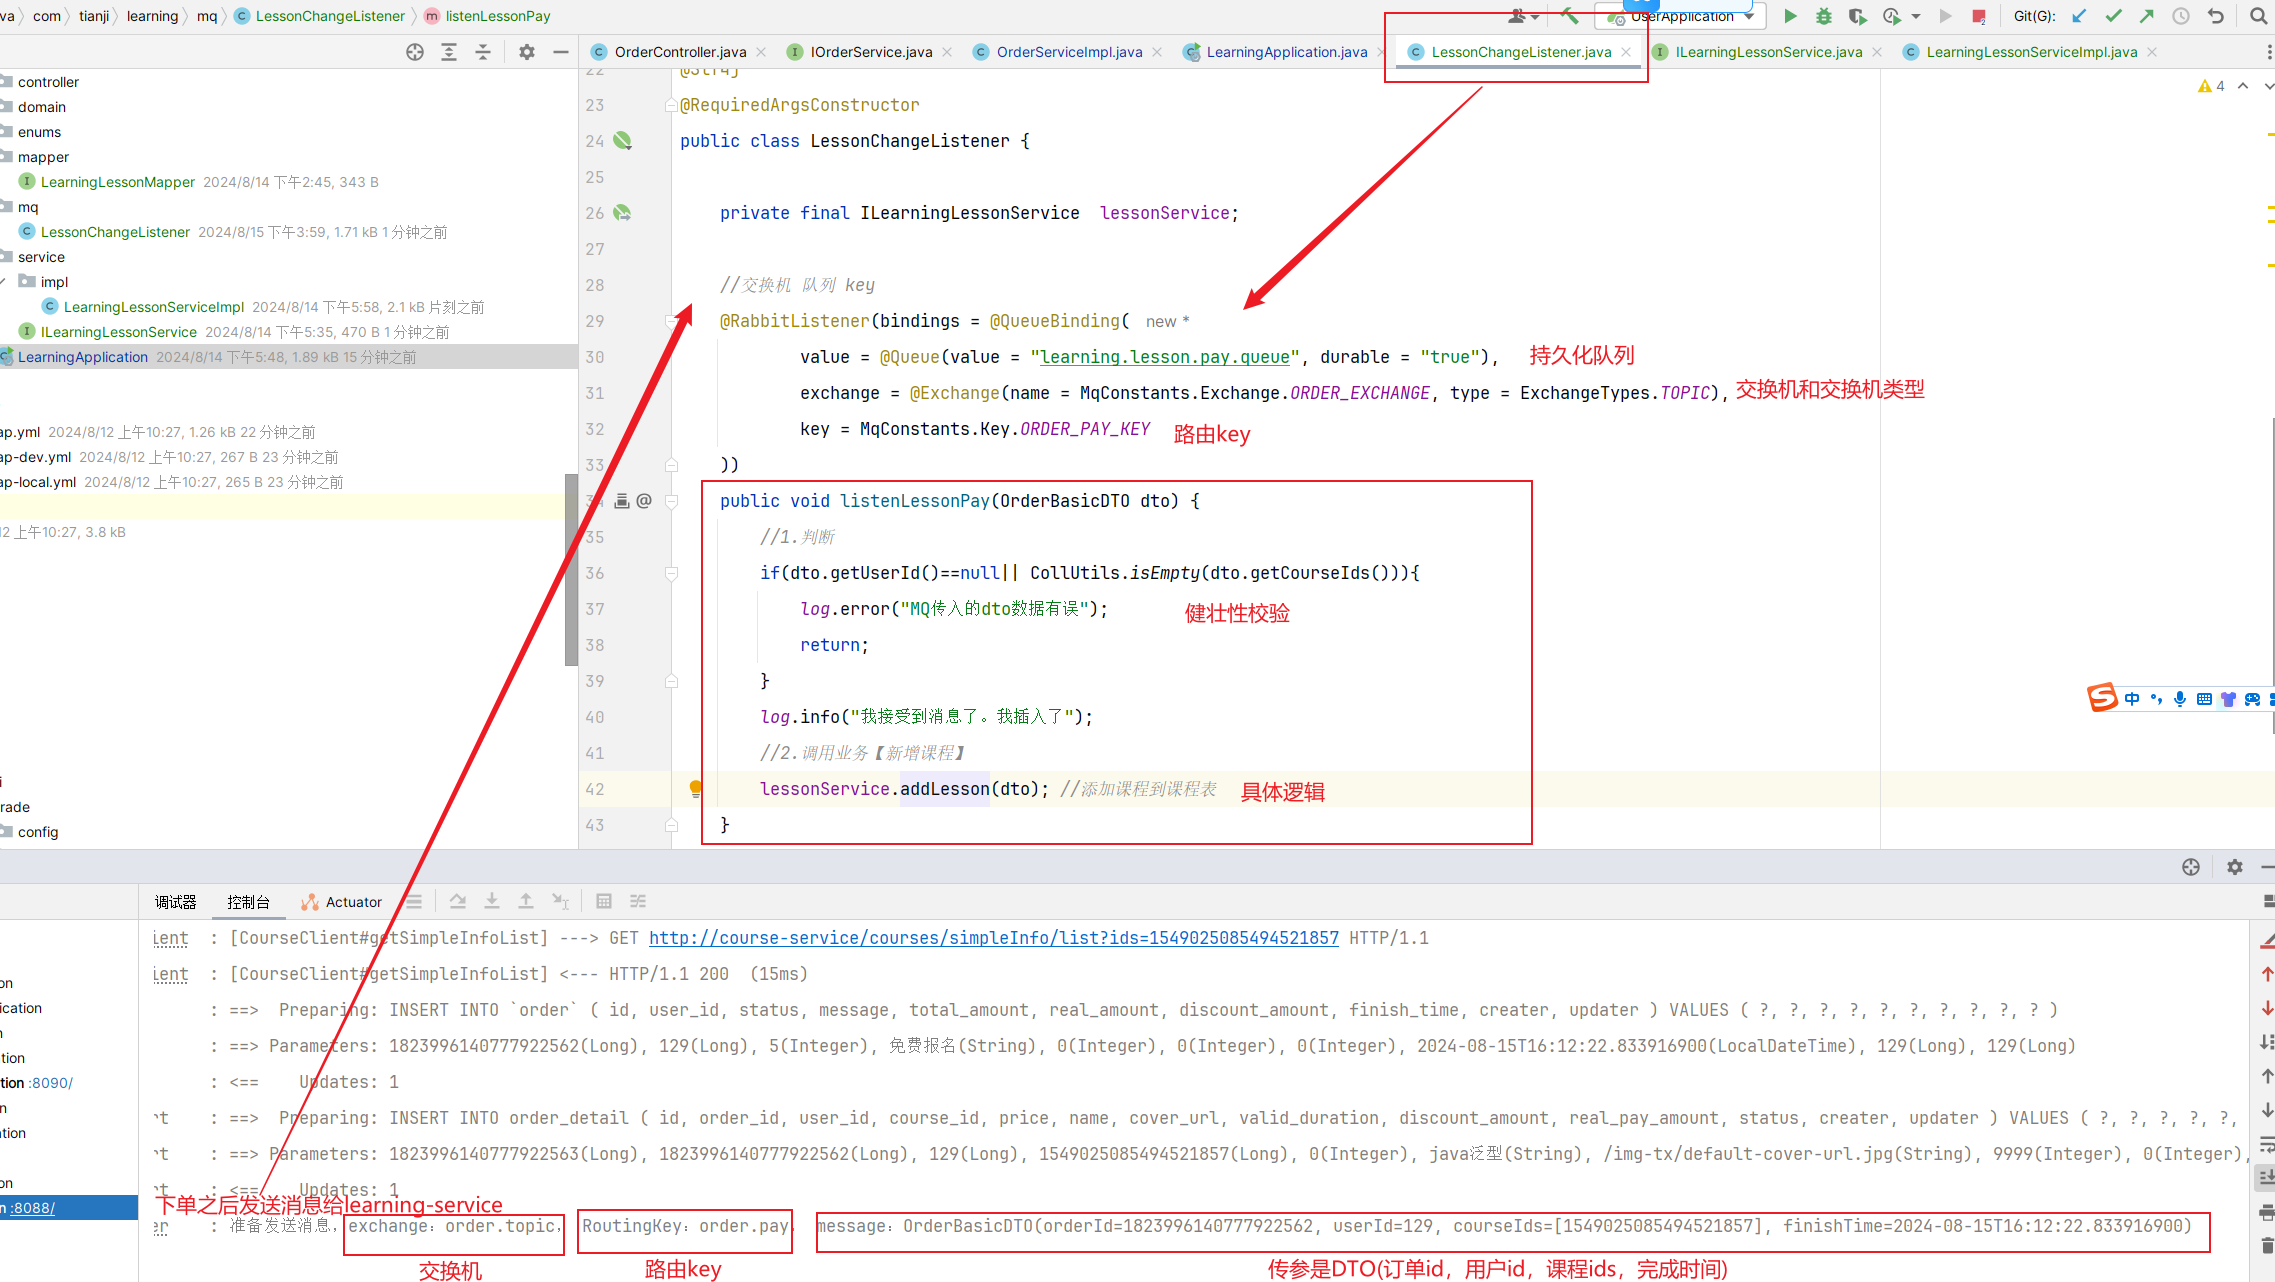 va 〉 com 〉 tianji 〉 learning 〉 mq 〉 LessonChangeListener 〉 listenLessonPay
UserApplication
Git(G):
OrderController.java
IOrderService.java
OrderServiceImpl.java
LearningApplication.java
LessonChangeListener.java
ILearningLessonService.java
LearningLessonServiceImpl.java
controller
domain
enums
mapper
LearningLessonMapper 2024/8/14 下午2:45, 343 B
mq
LessonChangeListener 2024/8/15 下午3:59, 1.71 kB 1 分钟之前
service
impl
LearningLessonServiceImpl 2024/8/14 下午5:58, 2.1 kB 片刻之前
ILearningLessonService 2024/8/14 下午5:35, 470 B 1 分钟之前
LearningApplication 2024/8/14 下午5:48, 1.89 kB 15 分钟之前
ap.yml 2024/8/12 上午10:27, 1.26 kB 22 分钟之前
ap-dev.yml 2024/8/12 上午10:27, 267 B 23 分钟之前
ap-local.yml 2024/8/12 上午10:27, 265 B 23 分钟之前
12 上午10:27, 3.8 kB
i
rade
config
4
22 @Slf4j
23 @RequiredArgsConstructor
24 public class LessonChangeListener {
25
26 private final ILearningLessonService lessonService;
27
28 //交换机 队列 key
29 @RabbitListener(bindings = @QueueBinding( new *
30 value = @Queue(value = "learning.lesson.pay.queue", durable = "true"), 持久化队列
31 exchange = @Exchange(name = MqConstants.Exchange.ORDER_EXCHANGE, type = ExchangeTypes.TOPIC), 交换机和交换机类型
32 key = MqConstants.Key.ORDER_PAY_KEY 路由key
33 ))
34 @ public void listenLessonPay(OrderBasicDTO dto) {
35 //1.判断
36 if(dto.getUserId()==null|| CollUtils.isEmpty(dto.getCourseIds())){
37 log.error("MQ传入的dto数据有误"); 健壮性校验
38 return;
39 }
40 log.info("我接受到消息了。我插入了");
41 //2.调用业务【新增课程】
42 lessonService.addLesson(dto); //添加课程到课程表 具体逻辑
43 }
中
调试器
控制台
Actuator
on
ication
n
tion
tion :8090/
n
ation
on
n :8088/
ient : [CourseClient#getSimpleInfoList] ---> GET http://course-service/courses/simpleInfo/list?ids=1549025085494521857 HTTP/1.1
ient : [CourseClient#getSimpleInfoList] <--- HTTP/1.1 200 (15ms)
: ==> Preparing: INSERT INTO `order` ( id, user_id, status, message, total_amount, real_amount, discount_amount, finish_time, creater, updater ) VALUES ( ?, ?, ?, ?, ?, ?, ?, ?, ?, ? )
: ==> Parameters: 1823996140777922562(Long), 129(Long), 5(Integer), 免费报名(String), 0(Integer), 0(Integer), 0(Integer), 2024-08-15T16:12:22.833916900(LocalDateTime), 129(Long), 129(Long)
: <== Updates: 1
rt : ==> Preparing: INSERT INTO order_detail ( id, order_id, user_id, course_id, price, name, cover_url, valid_duration, discount_amount, real_pay_amount, status, creater, updater ) VALUES ( ?, ?, ?, ?, ?,
rt : ==> Parameters: 1823996140777922563(Long), 1823996140777922562(Long), 129(Long), 1549025085494521857(Long), 0(Integer), java泛型(String), /img-tx/default-cover-url.jpg(String), 9999(Integer), 0(Integer),
rt : <== Updates: 1
下单之后发送消息给learning-service
er : 准备发送消息，exchange：order.topic， RoutingKey：order.pay， message：OrderBasicDTO(orderId=1823996140777922562, userId=129, courseIds=[1549025085494521857], finishTime=2024-08-15T16:12:22.833916900)
交换机
路由key
传参是DTO(订单id，用户id，课程ids，完成时间)